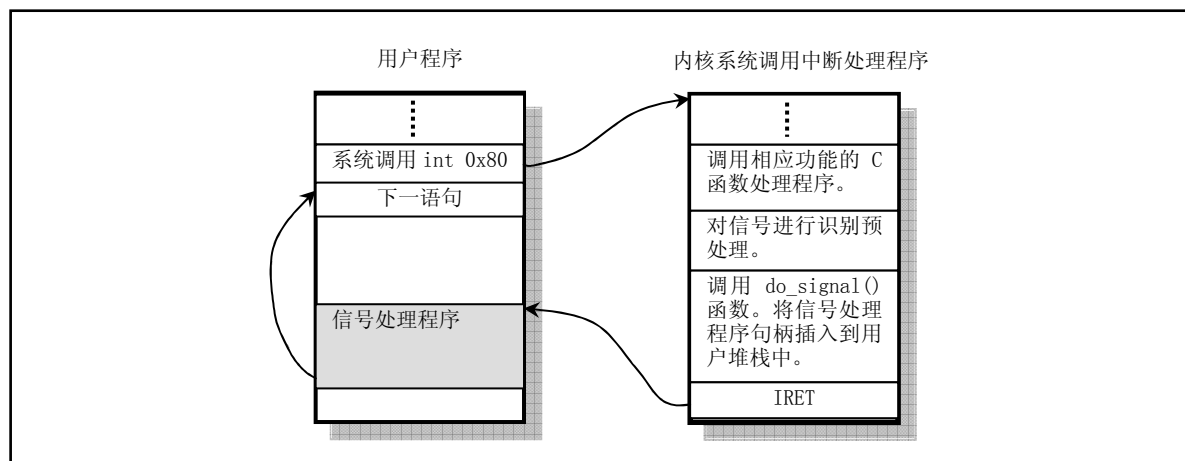 用户程序
系统调用 int 0x80
下一语句
信号处理程序
内核系统调用中断处理程序
调用相应功能的 C
函数处理程序。
对信号进行识别预
处理。
调用 do_signal()
函数。将信号处理
程序句柄插入到用
户堆栈中。
IRET